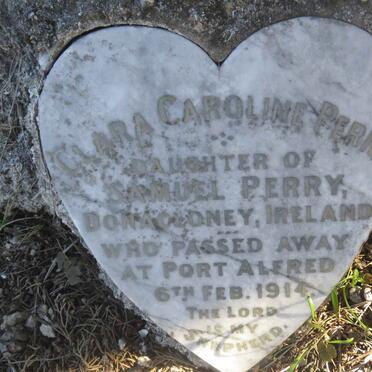 CLARA CAROLINE PERRY
DAUGHTER OF
SAMUEL PERRY,
IRELAND
WHO PASSED AWAY
AT PORT ALFRED
6TH FEB. 1914.
THE LORD
IS MY
SHEPHERD.